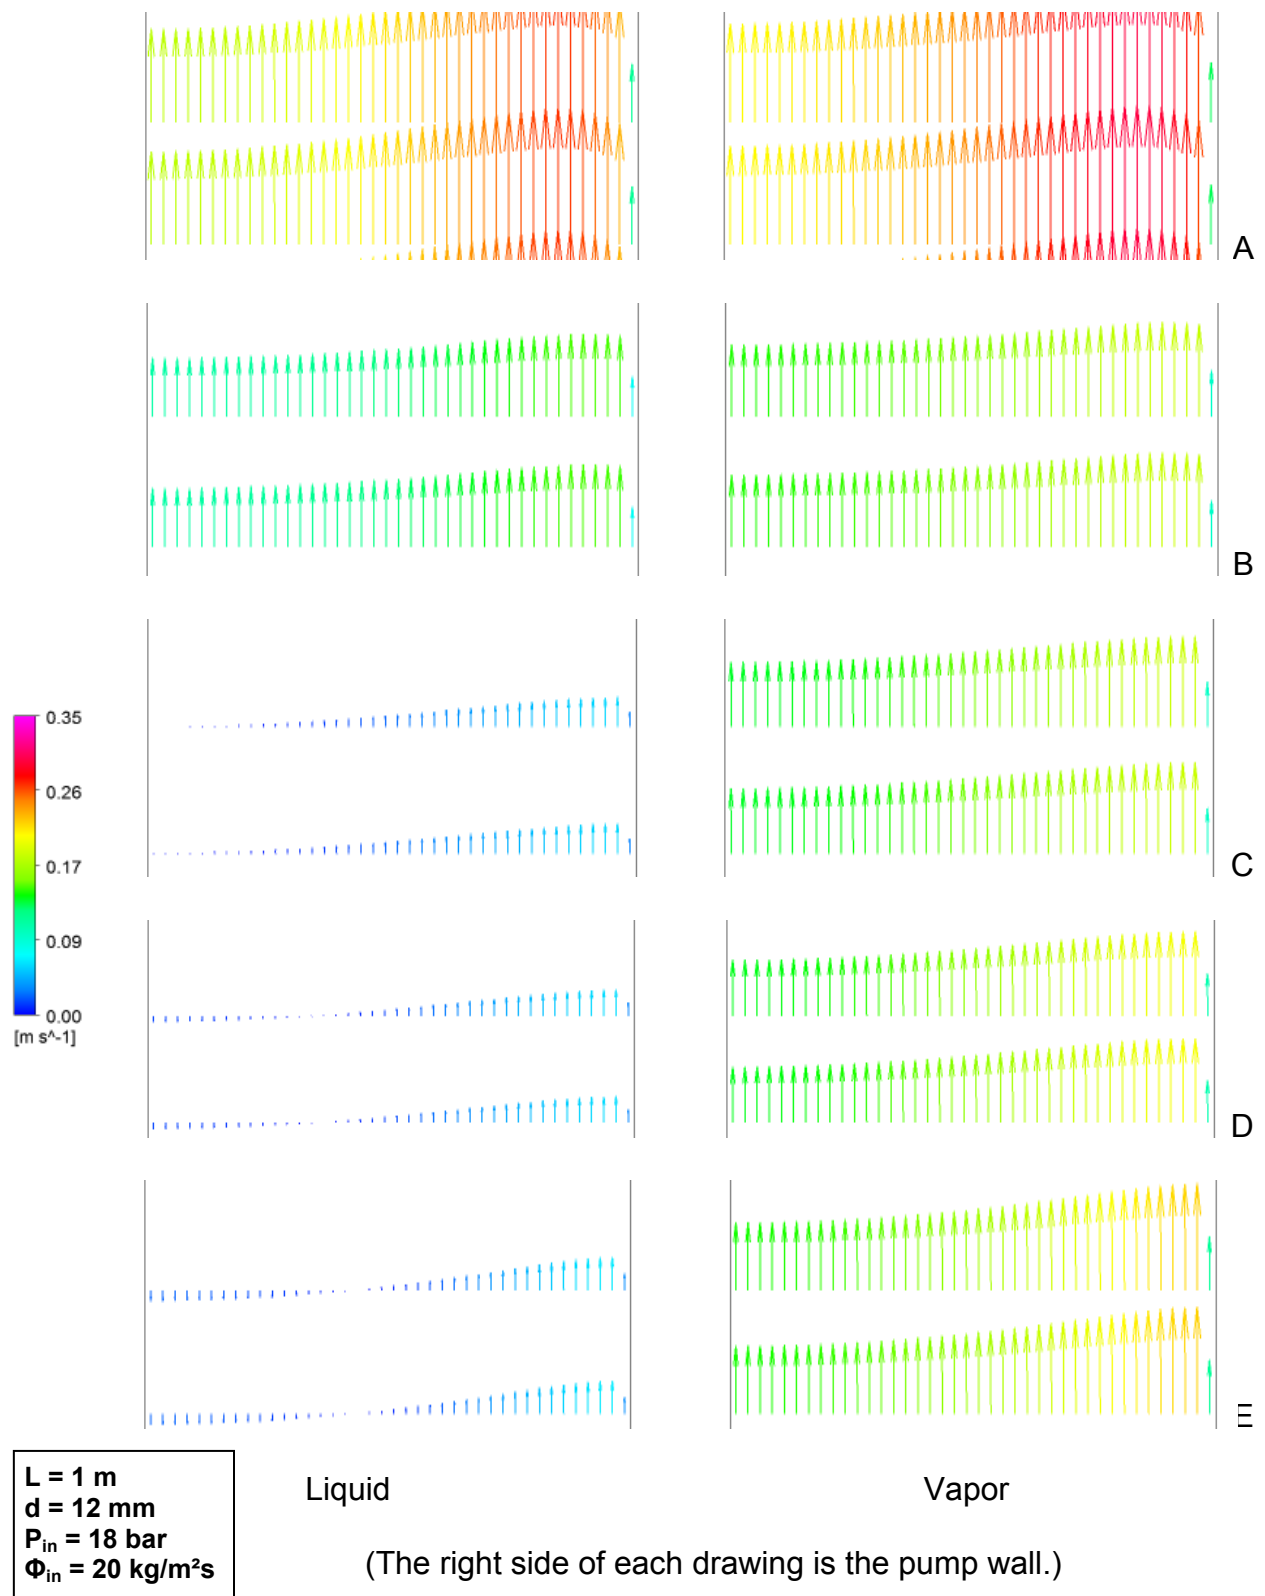 A
B
C
0.35
0.26
0.17
0.09
0.00
[m s^-1]
D
E
L = 1 m
d = 12 mm
Pᵢₙ = 18 bar
Φᵢₙ = 20 kg/m²s
Liquid
Vapor
(The right side of each drawing is the pump wall.)